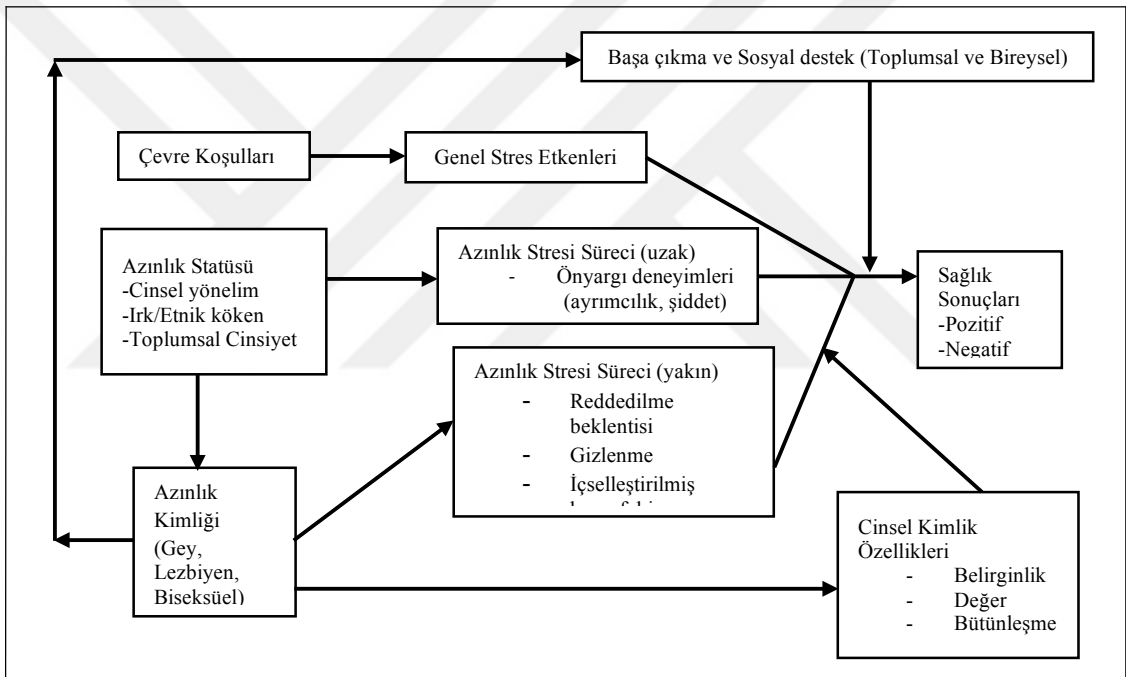 Başa çıkma ve Sosyal destek (Toplumsal ve Bireysel)
Çevre Koşulları
Genel Stres Etkenleri
Azınlık Statüsü
-Cinsel yönelim
-Irk/Etnik köken
-Toplumsal Cinsiyet
Azınlık Stresi Süreci (uzak)
- Önyargı deneyimleri
(ayrımcılık, şiddet)
Sağlık
Sonuçları
-Pozitif
-Negatif
Azınlık Stresi Süreci (yakın)
- Reddedilme
beklentisi
- Gizlenme
- İçselleştirilmiş
Azınlık
Kimliği
(Gey,
Lezbiyen,
Biseksüel)
Cinsel Kimlik
Özellikleri
- Belirginlik
- Değer
- Bütünleşme